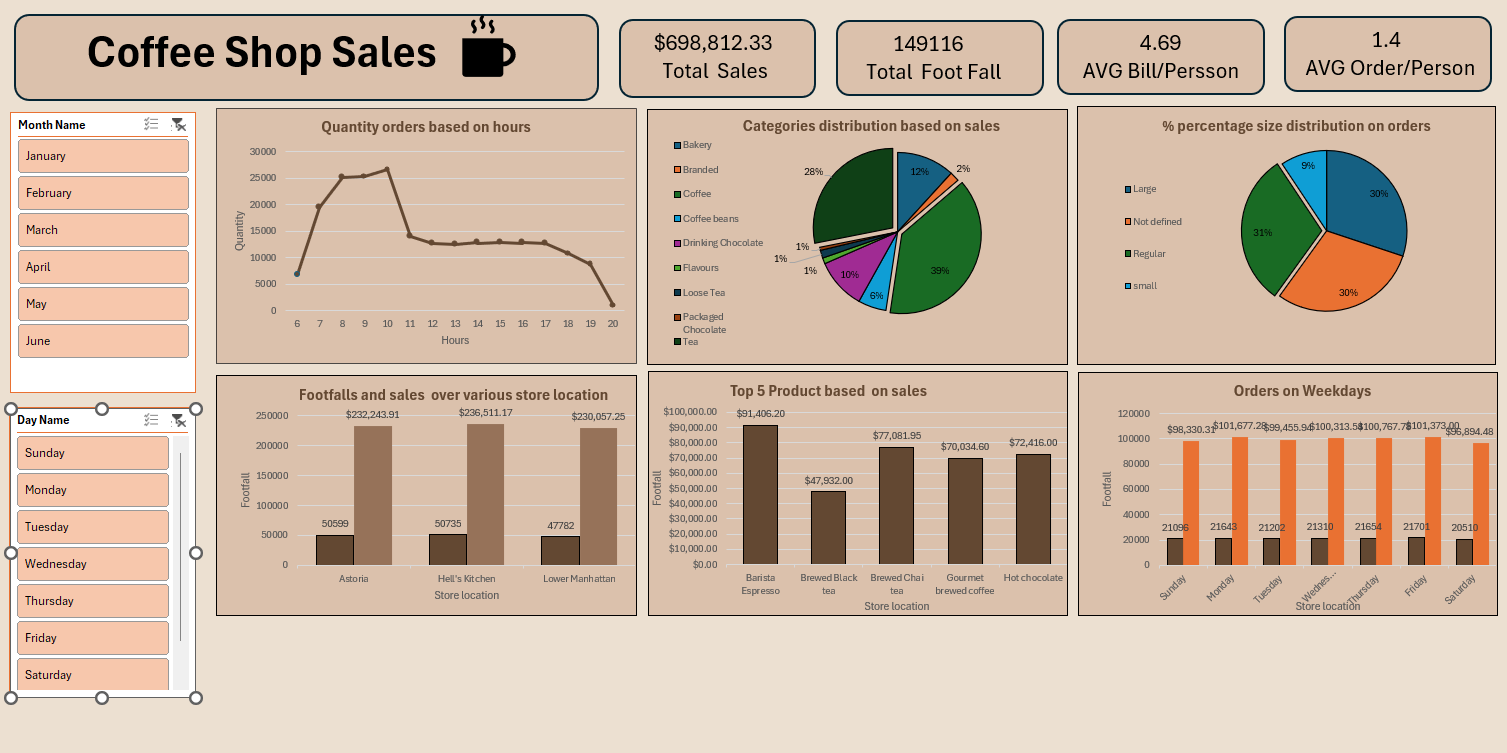 Coffee Shop Sales
$698,812.33
Total Sales
149116
Total Foot Fall
4.69
AVG Bill/Persson
1.4
AVG Order/Person
Month Name
January
February
March
April
May
June
Day Name
Sunday
Monday
Tuesday
Wednesday
Thursday
Friday
Saturday
Quantity orders based on hours
Quantity
30000
25000
20000
15000
10000
5000
0
6 7 8 9 10 11 12 13 14 15 16 17 18 19 20
Hours
Categories distribution based on sales
Bakery
Branded
Coffee
Coffee beans
Drinking Chocolate
Flavours
Loose Tea
Packaged
Chocolate
Tea
12%
2%
39%
6%
10%
1%
1%
1%
28%
% percentage size distribution on orders
Large
Not defined
Regular
small
30%
30%
31%
9%
Footfalls and sales over various store location
Footfall
250000
200000
150000
100000
50000
0
$232,243.91 $236,511.17 $230,057.25
50599 50735 47782
Astoria Hell's Kitchen Lower Manhattan
Store location
Top 5 Product based on sales
Footfall
$100,000.00
$90,000.00
$80,000.00
$70,000.00
$60,000.00
$50,000.00
$40,000.00
$30,000.00
$20,000.00
$10,000.00
$0.00
$91,406.20
$47,932.00
$77,081.95
$70,034.60
$72,416.00
Barista
Espresso
Brewed Black
tea
Brewed Chai
tea
Gourmet
brewed coffee
Hot chocolate
Store location
Orders on Weekdays
Footfall
120000
100000
80000
60000
40000
20000
0
$98,330.31 $101,677.28 $99,455.94 $100,313.54 $100,767.78 $101,373.00 $96,894.48
21096 21643 21202 21310 21654 21701 20510
Sunday Monday Tuesday Wednes... Thursday Friday Saturday
Store location